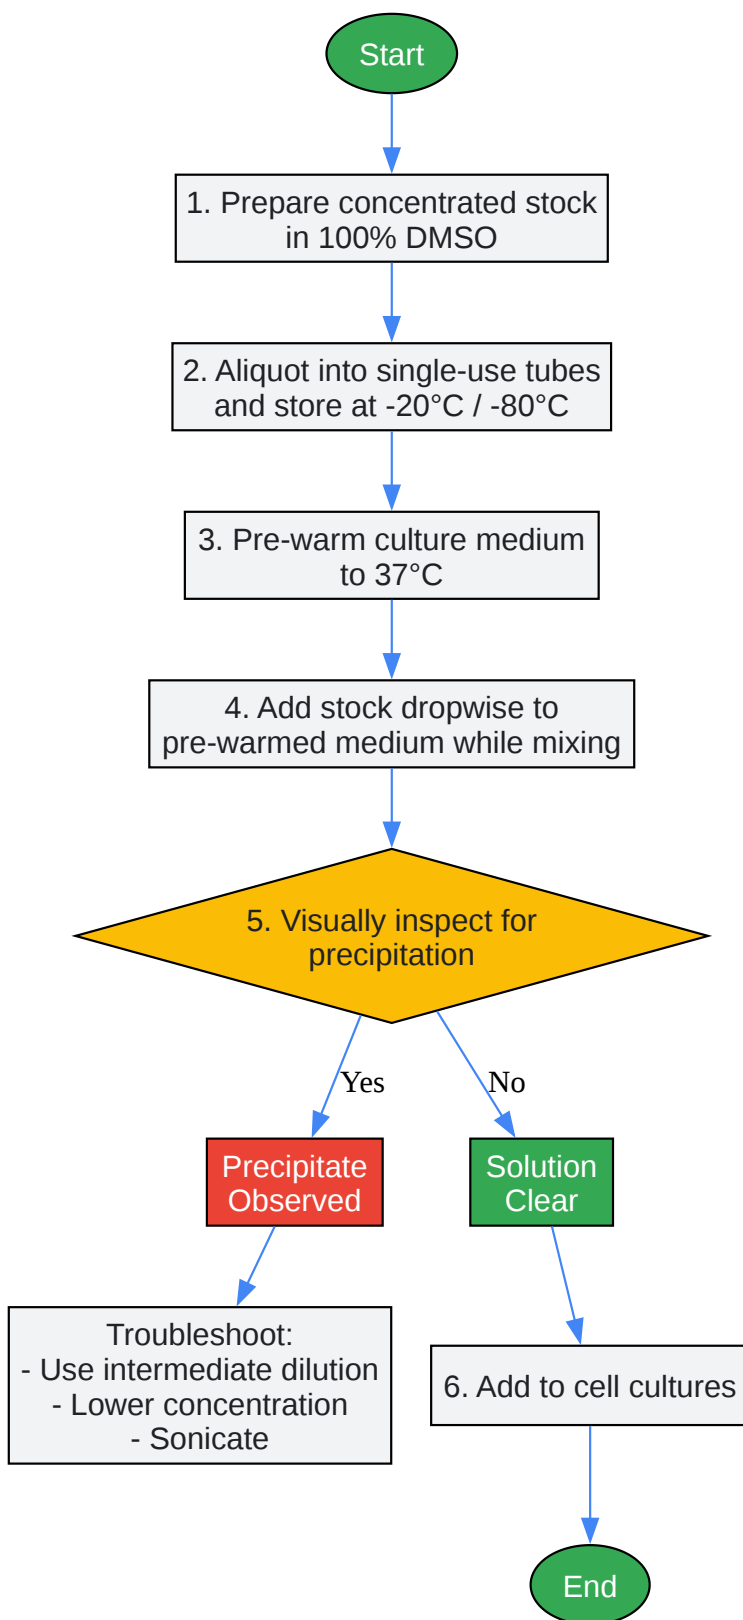 Start
1. Prepare concentrated stock
in 100% DMSO
2. Aliquot into single-use tubes
and store at -20°C / -80°C
3. Pre-warm culture medium
to 37°C
4. Add stock dropwise to
pre-warmed medium while mixing
5. Visually inspect for
precipitation
Yes
No
Precipitate
Observed
Solution
Clear
Troubleshoot:
- Use intermediate dilution
- Lower concentration
- Sonicate
6. Add to cell cultures
End